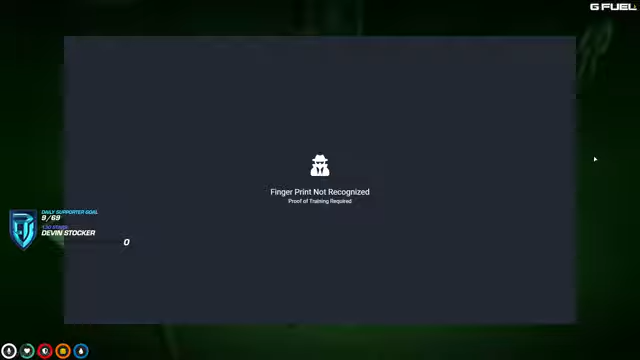 G FUEL
Finger Print Not Recognized
Proof of Training Required
DAILY SUPPORTER GOAL
9/69
DEVIN STOCKER
0